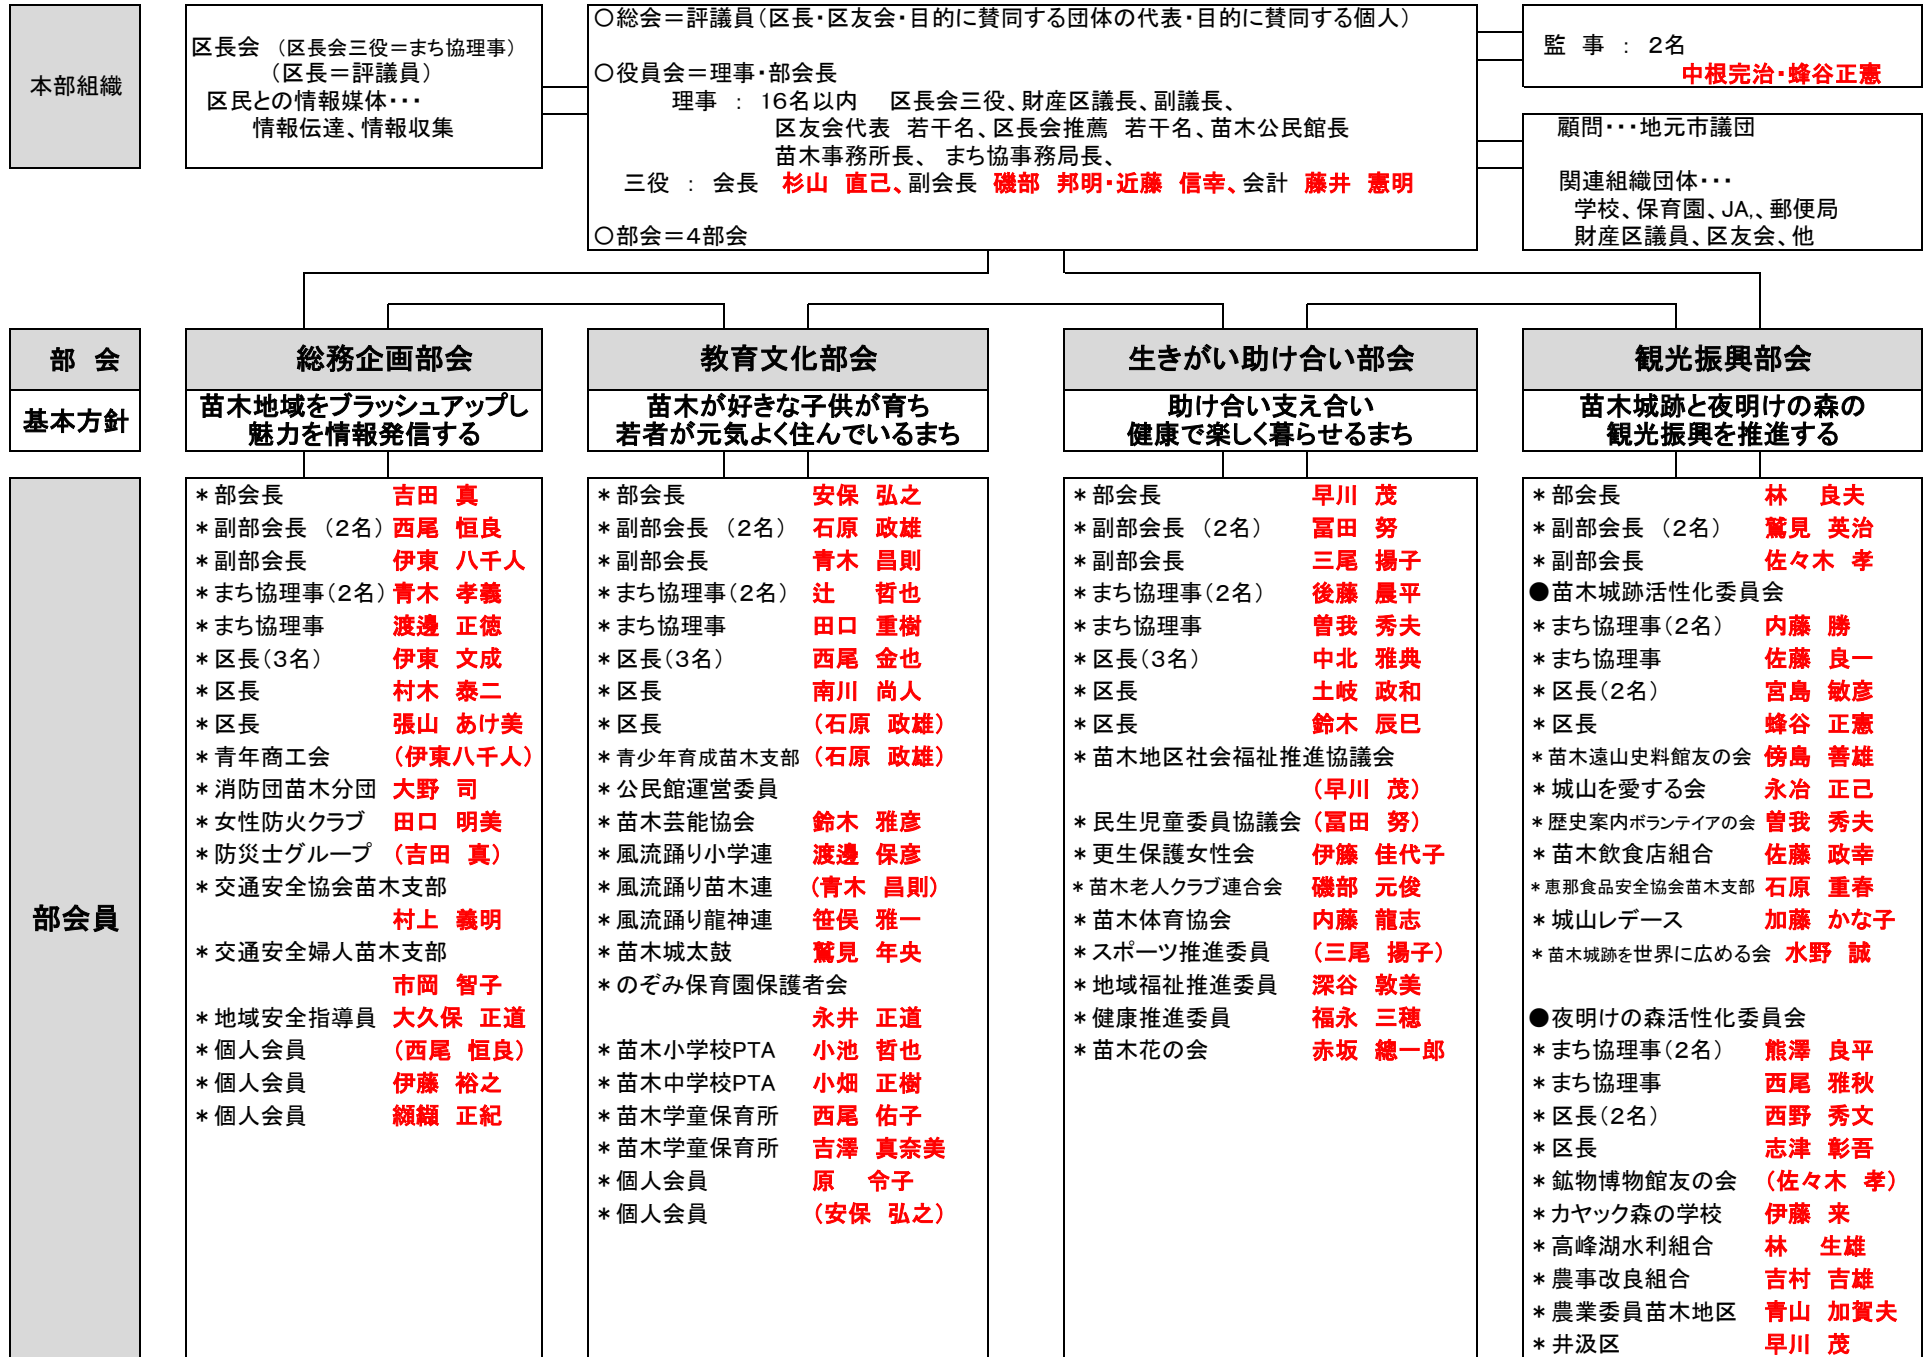 本部組織
区長会 （区長会三役＝まち協理事）
（区長＝評議員）
区民との情報媒体・・・
情報伝達、情報収集
〇総会＝評議員（区長・区友会・目的に賛同する団体の代表・目的に賛同する個人）
〇役員会＝理事・部会長
理事 ： 16名以内 区長会三役、財産区議長、副議長、
区友会代表 若干名、区長会推薦 若干名、苗木公民館長
苗木事務所長、 まち協事務局長、
三役 ： 会長 杉山 直己、副会長 磯部 邦明・近藤 信幸、会計 藤井 憲明
〇部会＝4部会
監 事 ： 2名
中根完治・蜂谷正憲
顧問・・・地元市議団
関連組織団体・・・
学校、保育園、JA,、郵便局
財産区議員、区友会、他
部 会
基本方針
部会員
総務企画部会
苗木地域をブラッシュアップし
魅力を情報発信する
＊部会長 吉田 真
＊副部会長 （2名） 西尾 恒良
＊副部会長 伊東 八千人
＊まち協理事（2名） 青木 孝義
＊まち協理事 渡邊 正徳
＊区長（3名） 伊東 文成
＊区長 村木 泰二
＊区長 張山 あけ美
＊青年商工会 （伊東八千人）
＊消防団苗木分団 大野 司
＊女性防火クラブ 田口 明美
＊防災士グループ （吉田 真）
＊交通安全協会苗木支部
村上 義明
＊交通安全婦人苗木支部
市岡 智子
＊地域安全指導員 大久保 正道
＊個人会員 （西尾 恒良）
＊個人会員 伊藤 裕之
＊個人会員 纐纈 正紀
教育文化部会
苗木が好きな子供が育ち
若者が元気よく住んでいるまち
＊部会長 安保 弘之
＊副部会長 （2名） 石原 政雄
＊副部会長 青木 昌則
＊まち協理事（2名） 辻 哲也
＊まち協理事 田口 重樹
＊区長（3名） 西尾 金也
＊区長 南川 尚人
＊区長 （石原 政雄）
＊青少年育成苗木支部 （石原 政雄）
＊公民館運営委員
＊苗木芸能協会 鈴木 雅彦
＊風流踊り小学連 渡邊 保彦
＊風流踊り苗木連 （青木 昌則）
＊風流踊り龍神連 笹俣 雅一
＊苗木城太鼓 鷲見 年央
＊のぞみ保育園保護者会
永井 正道
＊苗木小学校PTA 小池 哲也
＊苗木中学校PTA 小畑 正樹
＊苗木学童保育所 西尾 佑子
＊苗木学童保育所 吉澤 真奈美
＊個人会員 原 令子
＊個人会員 （安保 弘之）
生きがい助け合い部会
助け合い支え合い
健康で楽しく暮らせるまち
＊部会長 早川 茂
＊副部会長 （2名） 冨田 努
＊副部会長 三尾 揚子
＊まち協理事（2名） 後藤 晨平
＊まち協理事 曽我 秀夫
＊区長（3名） 中北 雅典
＊区長 土岐 政和
＊区長 鈴木 辰巳
＊苗木地区社会福祉推進協議会
（早川 茂）
＊民生児童委員協議会 （冨田 努）
＊更生保護女性会 伊籐 佳代子
＊苗木老人クラブ連合会 磯部 元俊
＊苗木体育協会 内藤 龍志
＊スポーツ推進委員 （三尾 揚子）
＊地域福祉推進委員 深谷 敦美
＊健康推進委員 福永 三穂
＊苗木花の会 赤坂 總一郎
観光振興部会
苗木城跡と夜明けの森の
観光振興を推進する
＊部会長 林 良夫
＊副部会長 （2名） 鷲見 英治
＊副部会長 佐々木 孝
●苗木城跡活性化委員会
＊まち協理事（2名） 内藤 勝
＊まち協理事 佐藤 良一
＊区長（2名） 宮島 敏彦
＊区長 蜂谷 正憲
＊苗木遠山史料館友の会 傍島 善雄
＊城山を愛する会 永冶 正己
＊歴史案内ボランテイアの会 曽我 秀夫
＊苗木飲食店組合 佐藤 政幸
＊恵那食品安全協会苗木支部 石原 重春
＊城山レデース 加藤 かな子
＊苗木城跡を世界に広める会 水野 誠
●夜明けの森活性化委員会
＊まち協理事（2名） 熊澤 良平
＊まち協理事 西尾 雅秋
＊区長（2名） 西野 秀文
＊区長 志津 彰吾
＊鉱物博物館友の会 （佐々木 孝）
＊カヤック森の学校 伊藤 来
＊高峰湖水利組合 林 生雄
＊農事改良組合 吉村 吉雄
＊農業委員苗木地区 青山 加賀夫
＊井汲区 早川 茂